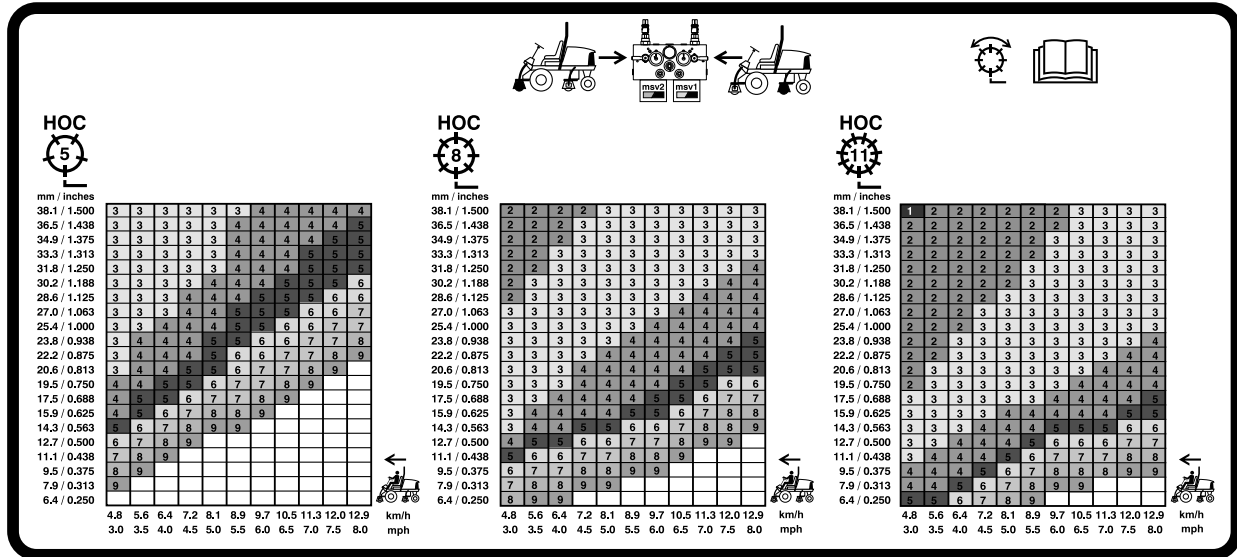 msv2 msv1
HOC
5
mm / inches
38.1 / 1.500 3 3 3 3 3 3 4 4 4 4 4
36.5 / 1.438 3 3 3 3 3 4 4 4 4 4 5
34.9 / 1.375 3 3 3 3 3 4 4 4 4 5 5
33.3 / 1.313 3 3 3 3 3 4 4 4 5 5 5
31.8 / 1.250 3 3 3 3 3 4 4 4 5 5 5
30.2 / 1.188 3 3 3 3 4 4 4 5 5 5 6
28.6 / 1.125 3 3 3 4 4 4 5 5 5 6 6
27.0 / 1.063 3 3 3 4 4 5 5 5 6 6 7
25.4 / 1.000 3 3 4 4 4 5 5 6 6 7 7
23.8 / 0.938 3 4 4 4 5 5 6 6 7 7 8
22.2 / 0.875 3 4 4 4 5 6 6 7 7 8 9
20.6 / 0.813 3 4 4 5 5 6 7 7 8 9
19.5 / 0.750 4 4 5 5 6 7 7 8 9
17.5 / 0.688 4 5 5 6 7 7 8 9
15.9 / 0.625 4 5 6 7 7 8 9
14.3 / 0.563 5 6 7 8 9 9
12.7 / 0.500 6 7 8 9
11.1 / 0.438 7 8 9
9.5 / 0.375 8 9
7.9 / 0.313 9
6.4 / 0.250
4.8 5.6 6.4 7.2 8.1 8.9 9.7 10.5 11.3 12.0 12.9 km/h
3.0 3.5 4.0 4.5 5.0 5.5 6.0 6.5 7.0 7.5 8.0 mph
HOC
8
mm / inches
38.1 / 1.500 2 2 2 2 3 3 3 3 3 3 3
36.5 / 1.438 2 2 2 3 3 3 3 3 3 3 3
34.9 / 1.375 2 2 2 3 3 3 3 3 3 3 3
33.3 / 1.313 2 2 3 3 3 3 3 3 3 3 3
31.8 / 1.250 2 2 3 3 3 3 3 3 3 3 4
30.2 / 1.188 2 3 3 3 3 3 3 3 3 4 4
28.6 / 1.125 2 3 3 3 3 3 3 3 4 4 4
27.0 / 1.063 3 3 3 3 3 3 3 4 4 4 4
25.4 / 1.000 3 3 3 3 3 3 4 4 4 4 4
23.8 / 0.938 3 3 3 3 3 4 4 4 4 4 5
22.2 / 0.875 3 3 3 3 4 4 4 4 4 5 5
20.6 / 0.813 3 3 3 4 4 4 4 4 5 5 5
19.5 / 0.750 3 3 3 4 4 4 4 5 5 6 6
17.5 / 0.688 3 3 4 4 4 4 5 5 6 6 7
15.9 / 0.625 3 4 4 4 4 5 5 6 7 8 8
14.3 / 0.563 3 4 4 5 5 6 6 7 8 8 9
12.7 / 0.500 4 5 5 6 6 7 7 8 9 9
11.1 / 0.438 5 6 6 7 7 8 8 9
9.5 / 0.375 6 7 7 8 8 9 9
7.9 / 0.313 7 8 8 9 9
6.4 / 0.250 8 9 9
4.8 5.6 6.4 7.2 8.1 8.9 9.7 10.5 11.3 12.0 12.9 km/h
3.0 3.5 4.0 4.5 5.0 5.5 6.0 6.5 7.0 7.5 8.0 mph
HOC
11
mm / inches
38.1 / 1.500 1 2 2 2 2 2 2 3 3 3 3
36.5 / 1.438 2 2 2 2 2 2 2 3 3 3 3
34.9 / 1.375 2 2 2 2 2 2 3 3 3 3 3
33.3 / 1.313 2 2 2 2 2 2 3 3 3 3 3
31.8 / 1.250 2 2 2 2 2 3 3 3 3 3 3
30.2 / 1.188 2 2 2 2 2 3 3 3 3 3 3
28.6 / 1.125 2 2 2 2 3 3 3 3 3 3 3
27.0 / 1.063 2 2 2 3 3 3 3 3 3 3 3
25.4 / 1.000 2 2 2 3 3 3 3 3 3 3 3
23.8 / 0.938 2 2 3 3 3 3 3 3 3 3 4
22.2 / 0.875 2 2 3 3 3 3 3 3 3 4 4
20.6 / 0.813 2 3 3 3 3 3 3 3 4 4 4
19.5 / 0.750 2 3 3 3 3 3 3 4 4 4 4
17.5 / 0.688 3 3 3 3 3 3 4 4 4 4 5
15.9 / 0.625 3 3 3 3 4 4 4 4 4 5 5
14.3 / 0.563 3 3 3 4 4 4 5 5 5 6 6
12.7 / 0.500 3 3 4 4 4 5 6 6 6 7 7
11.1 / 0.438 3 4 4 4 5 6 6 7 7 8 8
9.5 / 0.375 4 4 4 5 6 7 8 8 8 9 9
7.9 / 0.313 4 4 5 6 7 8 9 9
6.4 / 0.250 5 5 6 7 8 9
4.8 5.6 6.4 7.2 8.1 8.9 9.7 10.5 11.3 12.0 12.9 km/h
3.0 3.5 4.0 4.5 5.0 5.5 6.0 6.5 7.0 7.5 8.0 mph